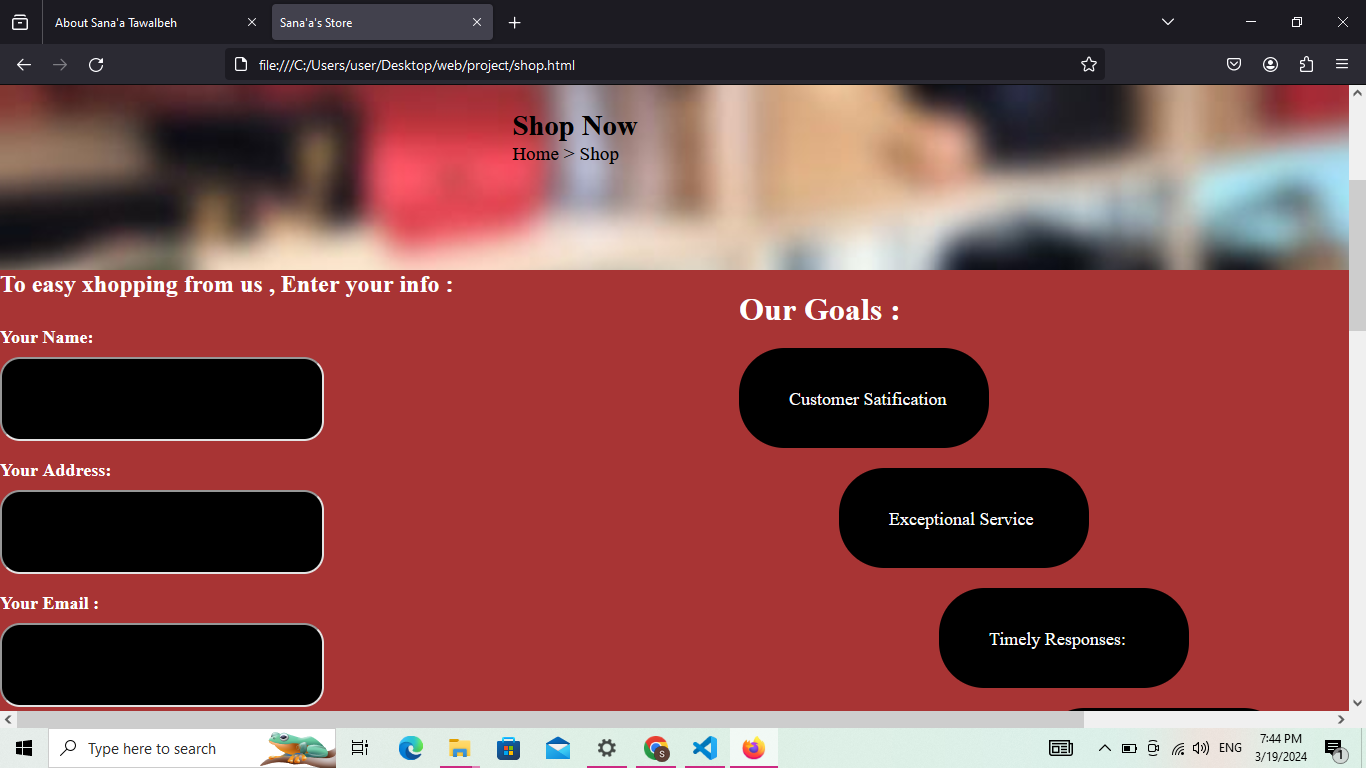 About Sana'a Tawalbeh
Sana'a's Store
file:///C:/Users/user/Desktop/web/project/shop.html
Shop Now
Home > Shop
To easy xhopping from us , Enter your info :
Your Name:
Your Address:
Your Email :
Our Goals :
Customer Satification
Exceptional Service
Timely Responses:
Type here to search
S
ENG
7:44 PM
3/19/2024
1